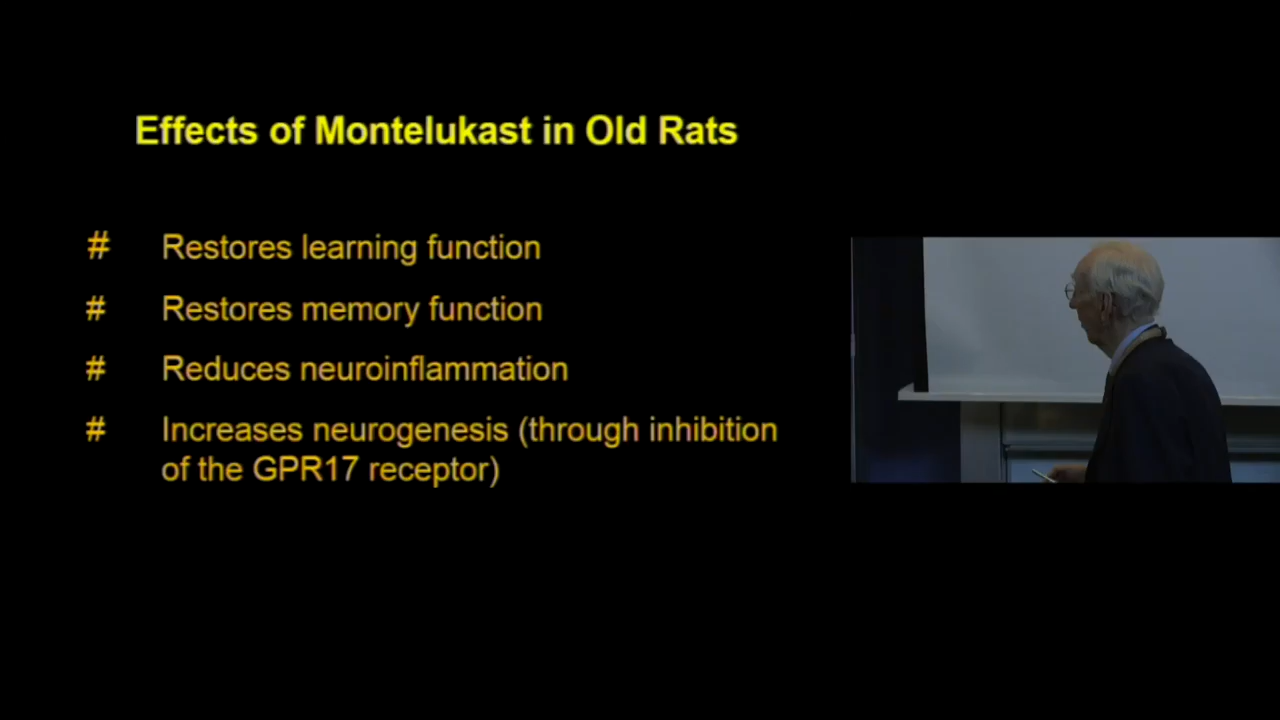 Effects of Montelukast in Old Rats
# Restores learning function
# Restores memory function
# Reduces neuroinflammation
# Increases neurogenesis (through inhibition
of the GPR17 receptor)